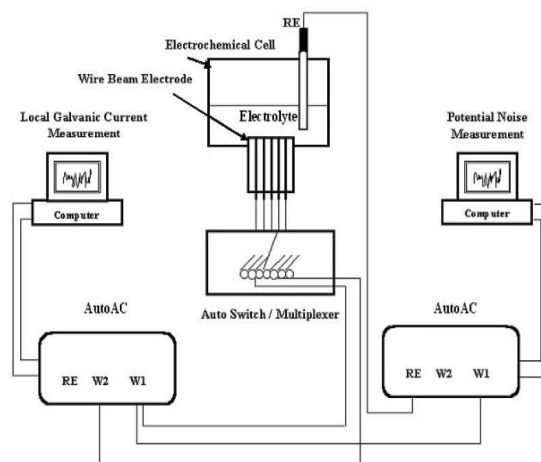 RE
Electrochemical Cell
Wire Beam Electrode
Electrolyte
Local Galvanic Current
Measurement
Potential Noise
Measurement
Computer
Computer
Auto Switch / Multiplexer
AutoAC
AutoAC
RE W2 W1
RE W2 W1